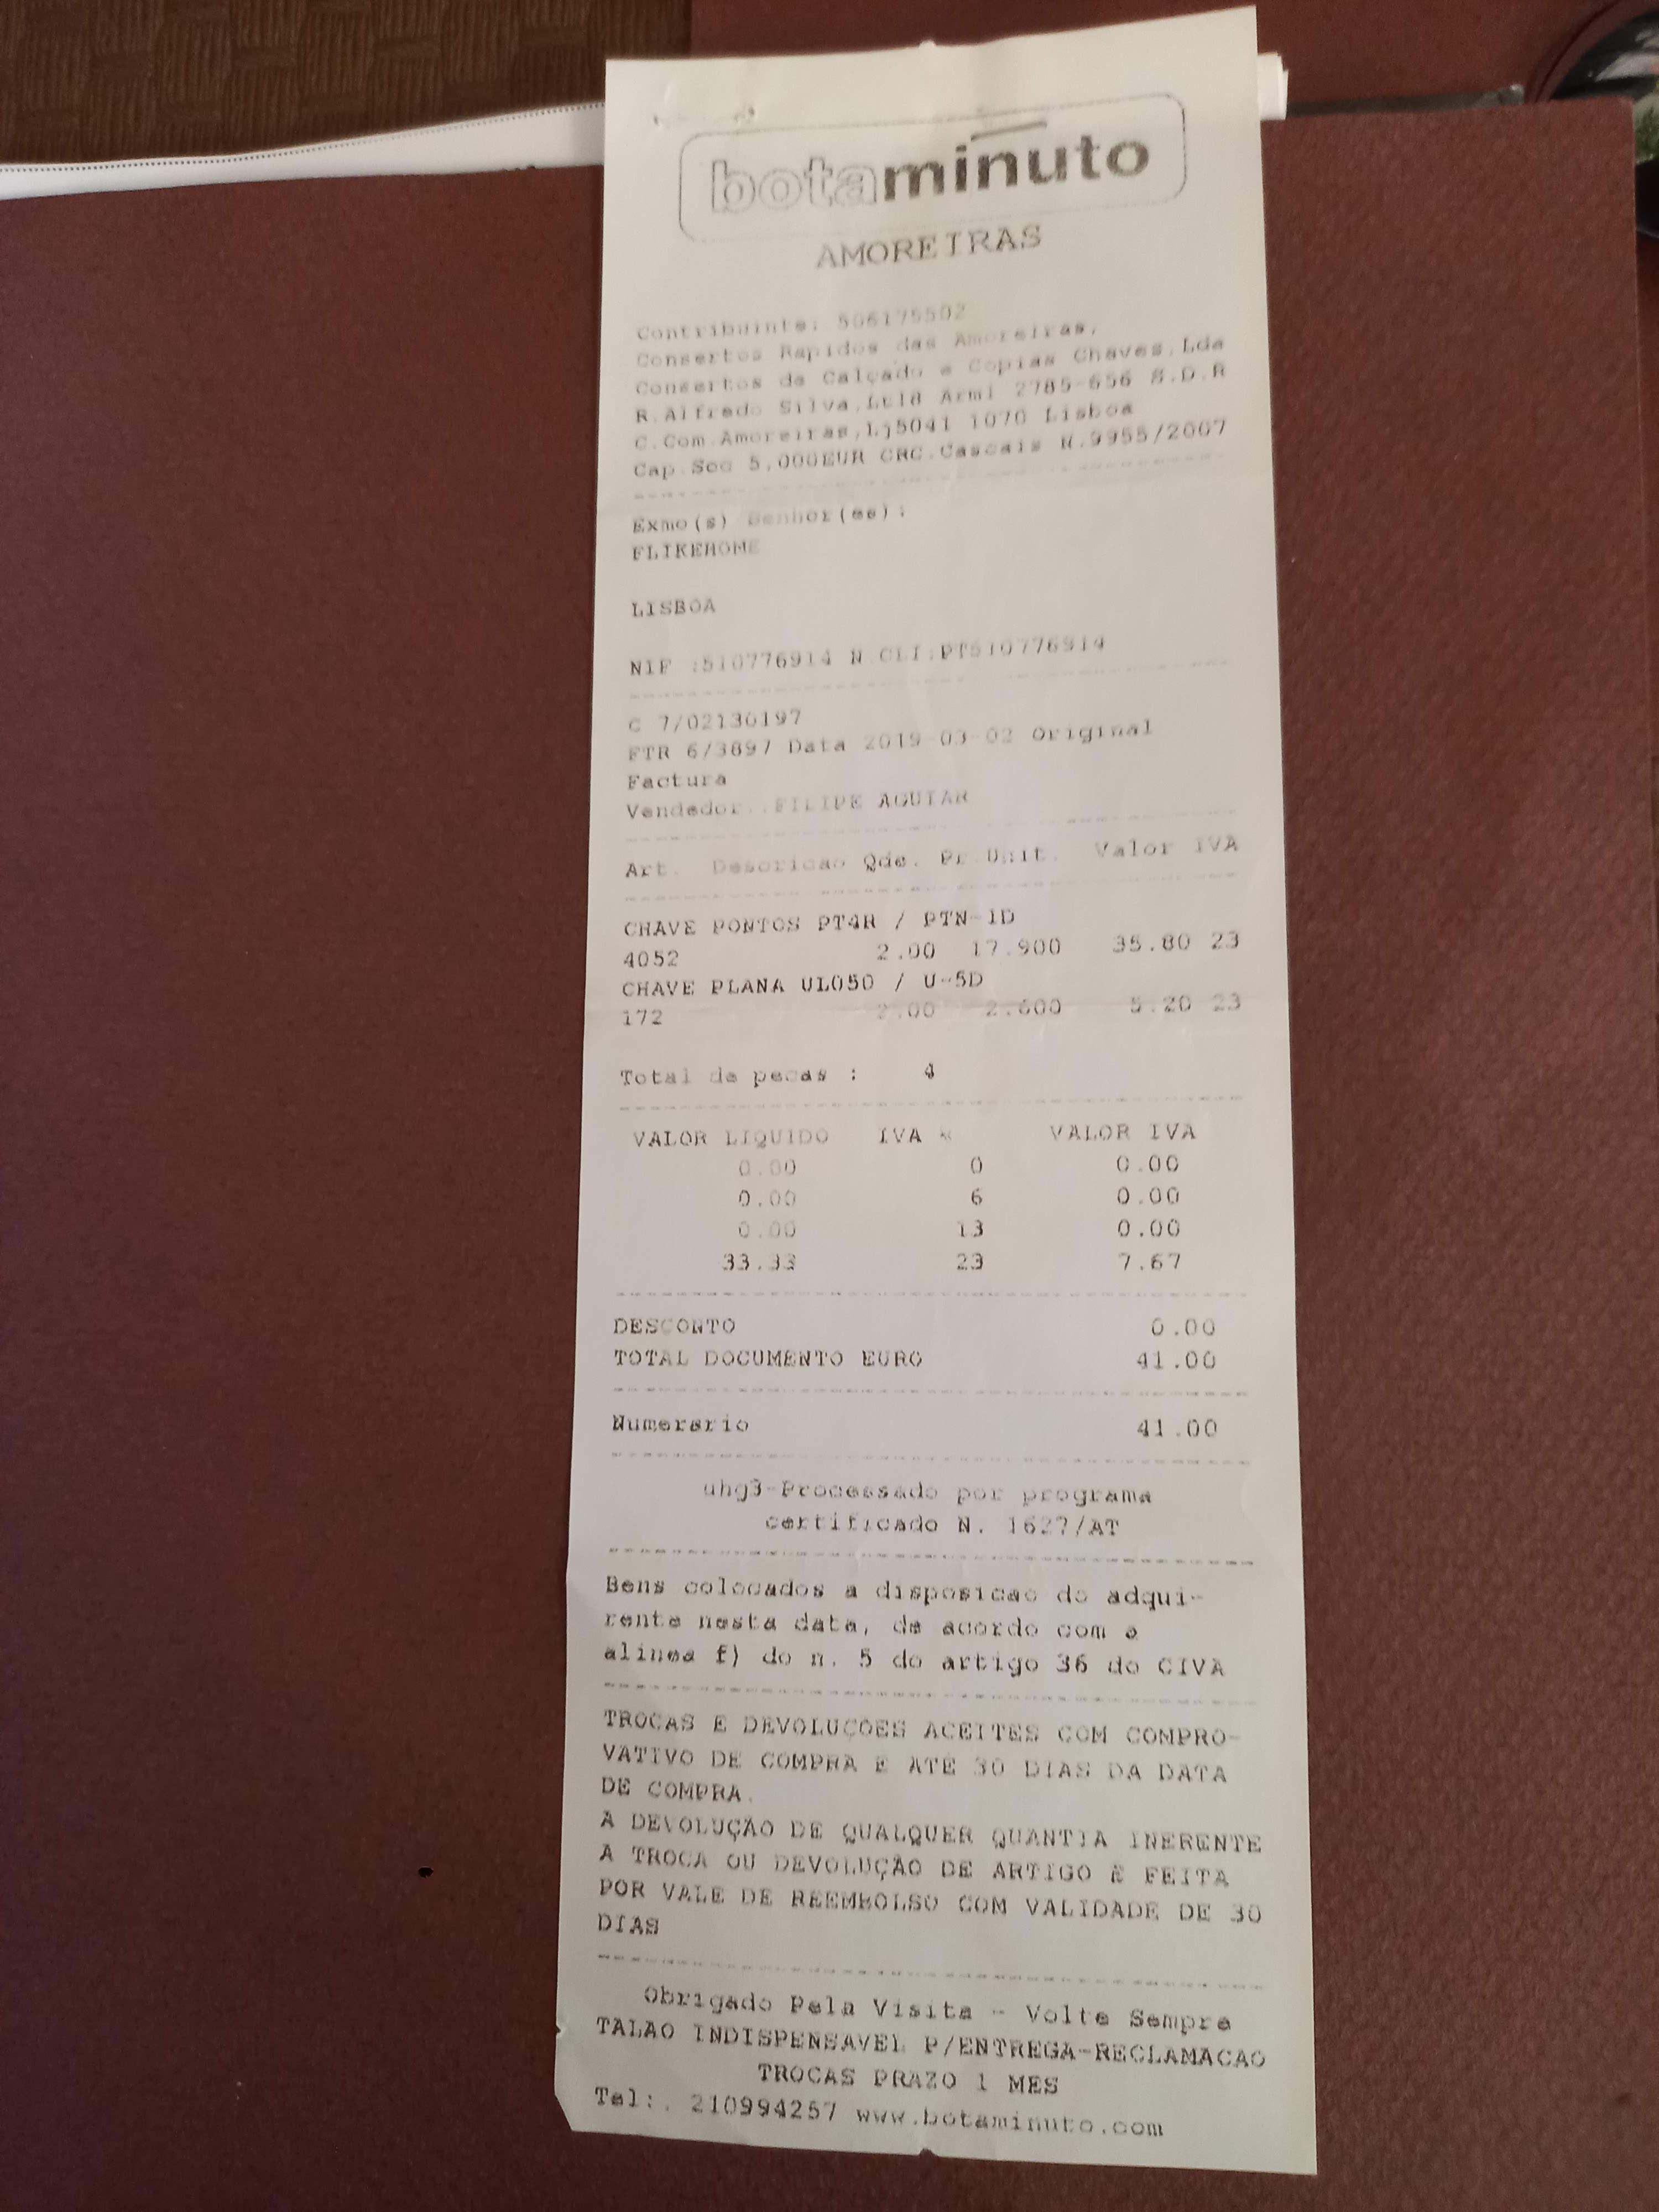 botaminuto
AMOREIRAS
Contribuinte: 506175502
Consertos Rapidos das Amoreiras,
Consertos de Calçado e Copias Chaves,Lda
R.Alfredo Silva, Armz 2785-656 S.D.R
C.Com.Amoreiras,Lj5041 1070 Lisboa
Cap.Soc 5.000EUR CRC.Cascais N.9955/2007
Exmo(s) Senhor(es):
FLIKEHOME
LISBOA
NIF :510776914 N.CLI:PT510776914
C 7/02130197
FTR 6/3897 Data 2019-03-02 Original
Factura
Vendedor..FILIPE AGUIAR
Art. Descricao Qde. Pr.Unit. Valor IVA
CHAVE PONTOS PT4R / PTN-1D
4052 2.00 17.900 35.80 23
CHAVE PLANA UL050 / U-5D
172 2.00 2.600 5.20 23
Total de pecas : 4
VALOR LIQUIDO IVA % VALOR IVA
0.00 0 0.00
0.00 6 0.00
0.00 13 0.00
33.33 23 7.67
DESCONTO 0.00
TOTAL DOCUMENTO EURO 41.00
Numerario 41.00
uhg3-Processado por programa
certificado N. 1627/AT
Bens colocados a disposicao do adqui-
rente nesta data, de acordo com a
alinea f) do n. 5 do artigo 36 do CIVA
TROCAS E DEVOLUCOES ACEITES COM COMPRO-
VATIVO DE COMPRA E ATE 30 DIAS DA DATA
DE COMPRA.
A DEVOLUÇÃO DE QUALQUER QUANTIA INERENTE
A TROCA OU DEVOLUÇÃO DE ARTIGO É FEITA
POR VALE DE REEMBOLSO COM VALIDADE DE 30
DIAS
Obrigado Pela Visita - Volte Sempre
TALAO INDISPENSAVEL P/ENTREGA-RECLAMACAO
TROCAS PRAZO 1 MES
Tel:. 210994257 www.botaminuto.com